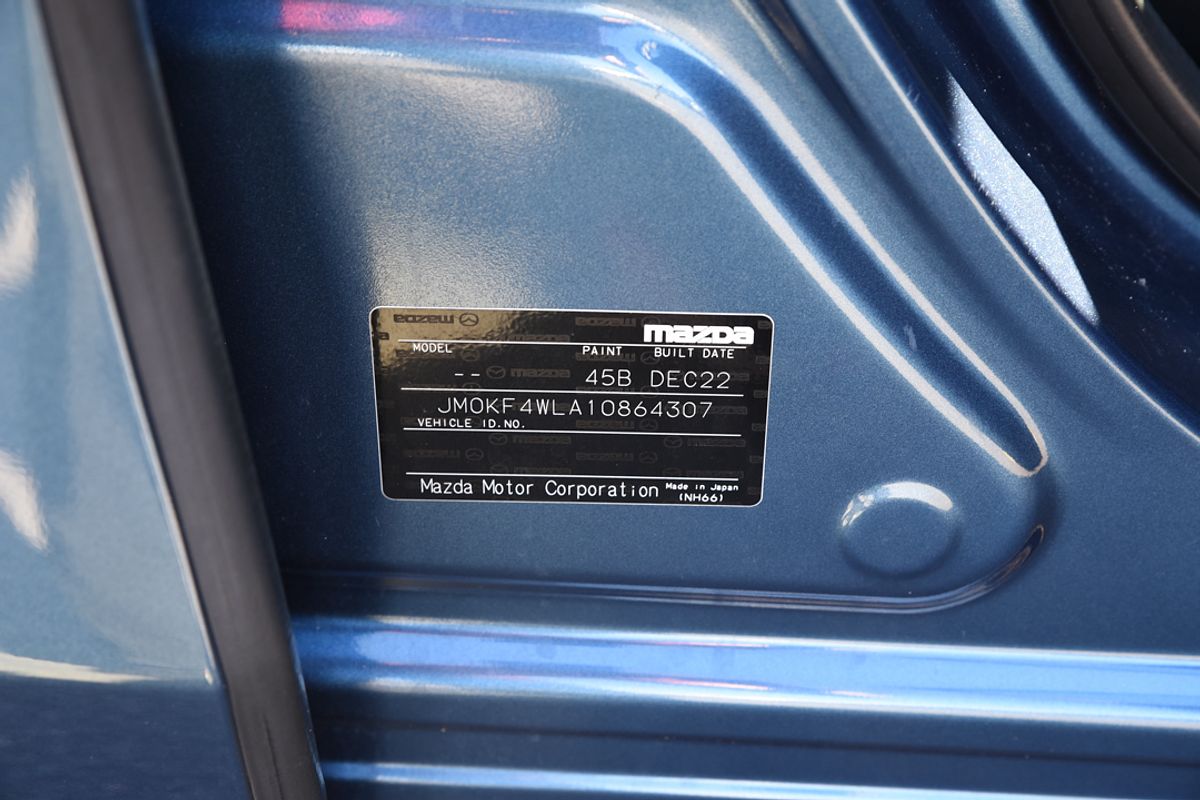 mazda
MODEL PAINT BUILT DATE
-- 45B DEC22
JM0KF4WLA10864307
VEHICLE ID.NO.
Mazda Motor Corporation Made in Japan
(NH66)